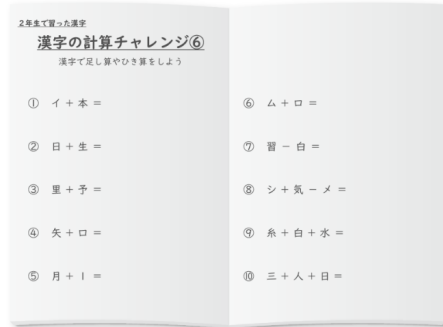 2年生で習った漢字
漢字の計算チャレンジ⑥
漢字で足し算やひき算をしよう
① イ + 本 =
② 日 + 生 =
③ 里 + 予 =
④ 矢 + ロ =
⑤ 月 + l =
⑥ ム + ロ =
⑦ 習 − 白 =
⑧ シ + 気 − メ =
⑨ 糸 + 白 + 水 =
⑩ 三 + 人 + 日 =